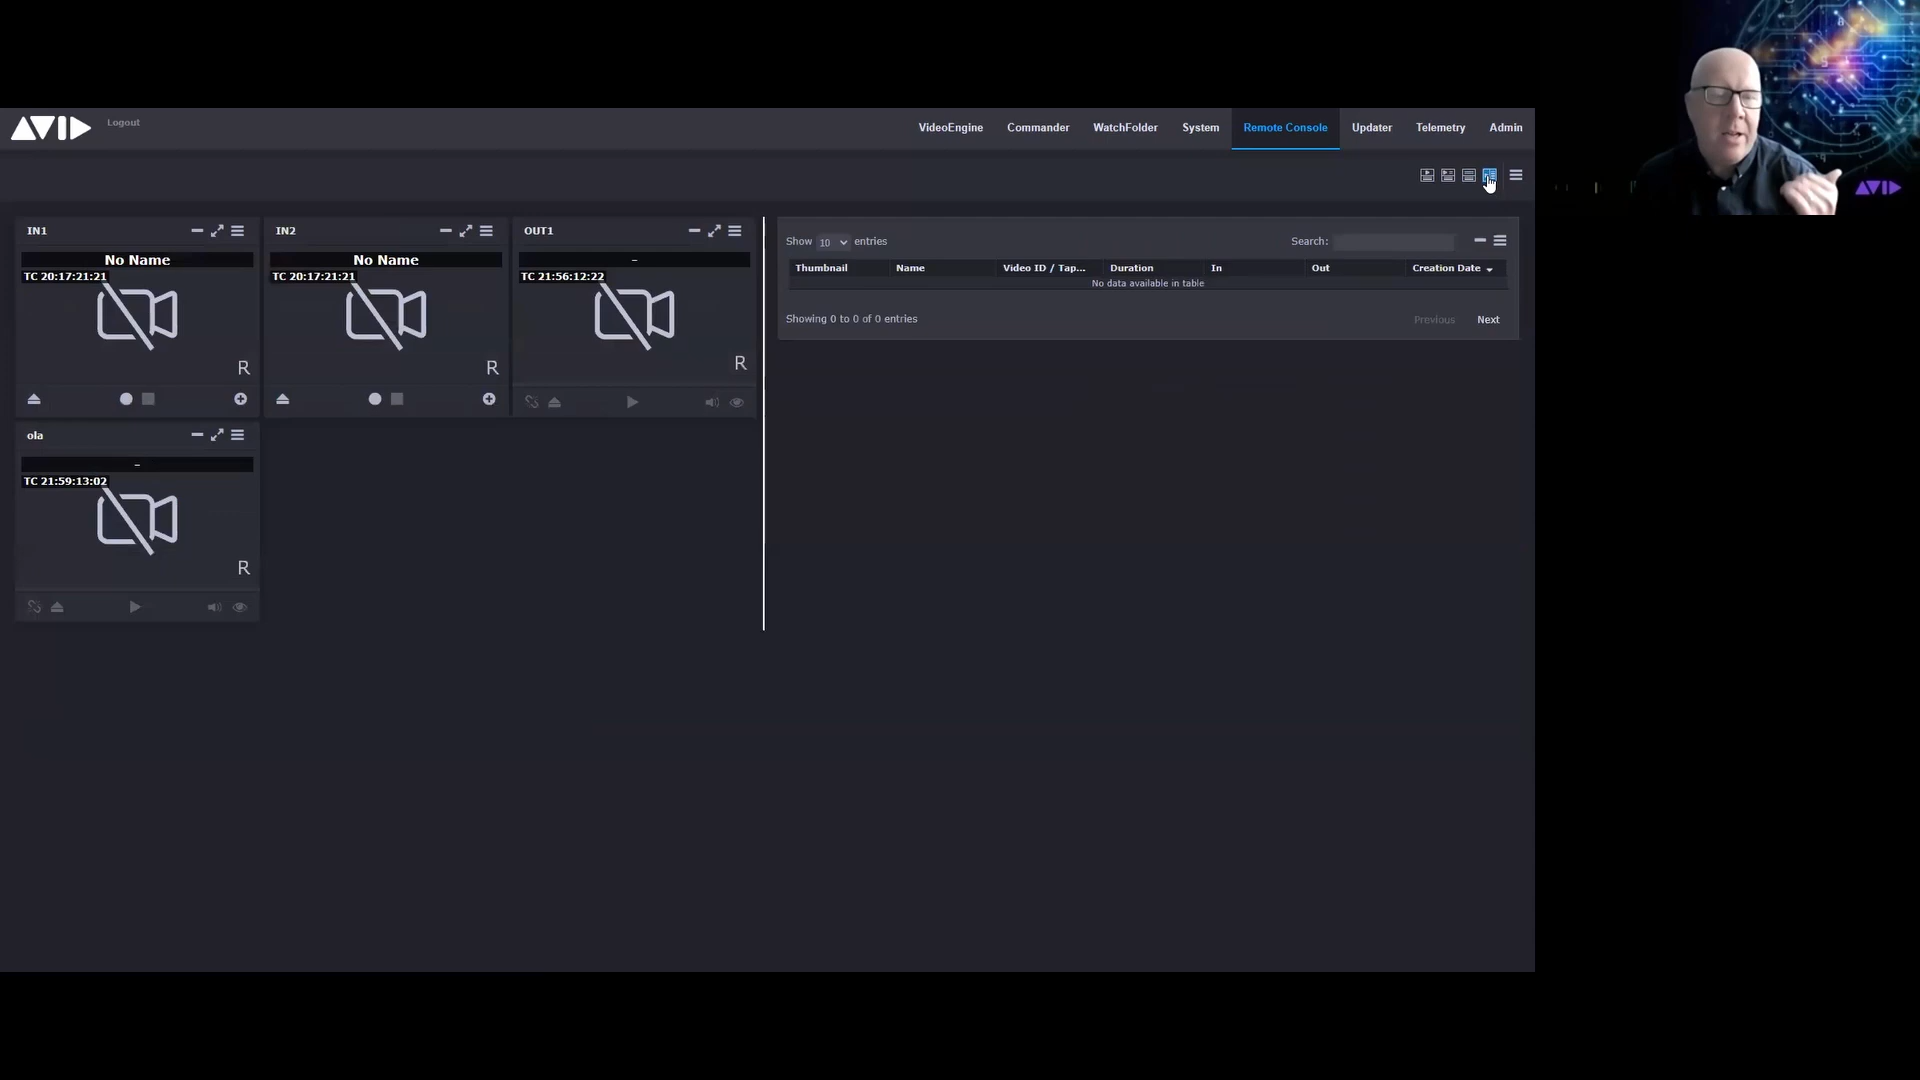 AVID
Logout
VideoEngine
Commander
WatchFolder
System
Remote Console
Updater
Telemetry
Admin
IN1
No Name
TC 20:17:21:21
R
IN2
No Name
TC 20:17:21:21
R
OUT1
–
TC 21:56:12:22
R
ola
–
TC 21:59:13:02
R
Show 10 entries
Search:
Thumbnail
Name
Video ID / Tap...
Duration
In
Out
Creation Date
No data available in table
Showing 0 to 0 of 0 entries
Previous
Next
AVID